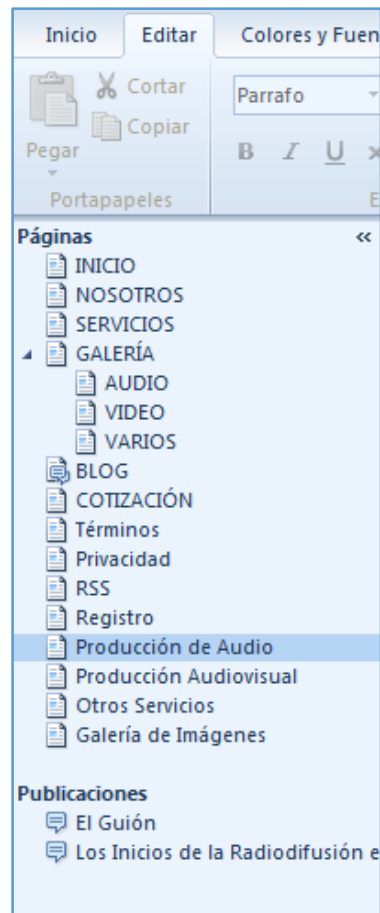 Inicio Editar Colores y Fuen
Cortar
Copiar
Pegar
Parrafo
B I U
Portapapeles E
Páginas
INICIO
NOSOTROS
SERVICIOS
GALERÍA
AUDIO
VIDEO
VARIOS
BLOG
COTIZACIÓN
Términos
Privacidad
RSS
Registro
Producción de Audio
Producción Audiovisual
Otros Servicios
Galería de Imágenes
Publicaciones
El Guión
Los Inicios de la Radiodifusión e